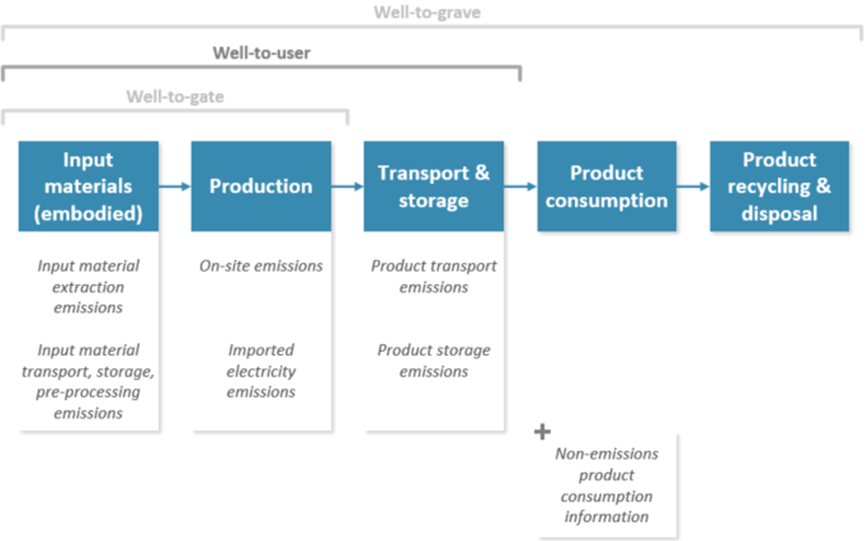 Well-to-grave
Well-to-user
Well-to-gate
Input
materials
(embodied)
Production
Transport &
storage
Product
consumption
Product
recycling &
disposal
Input material
extraction
emissions
Input material
transport, storage,
pre-processing
emissions
On-site emissions
Imported
electricity
emissions
Product transport
emissions
Product storage
emissions
+
Non-emissions
product
consumption
information